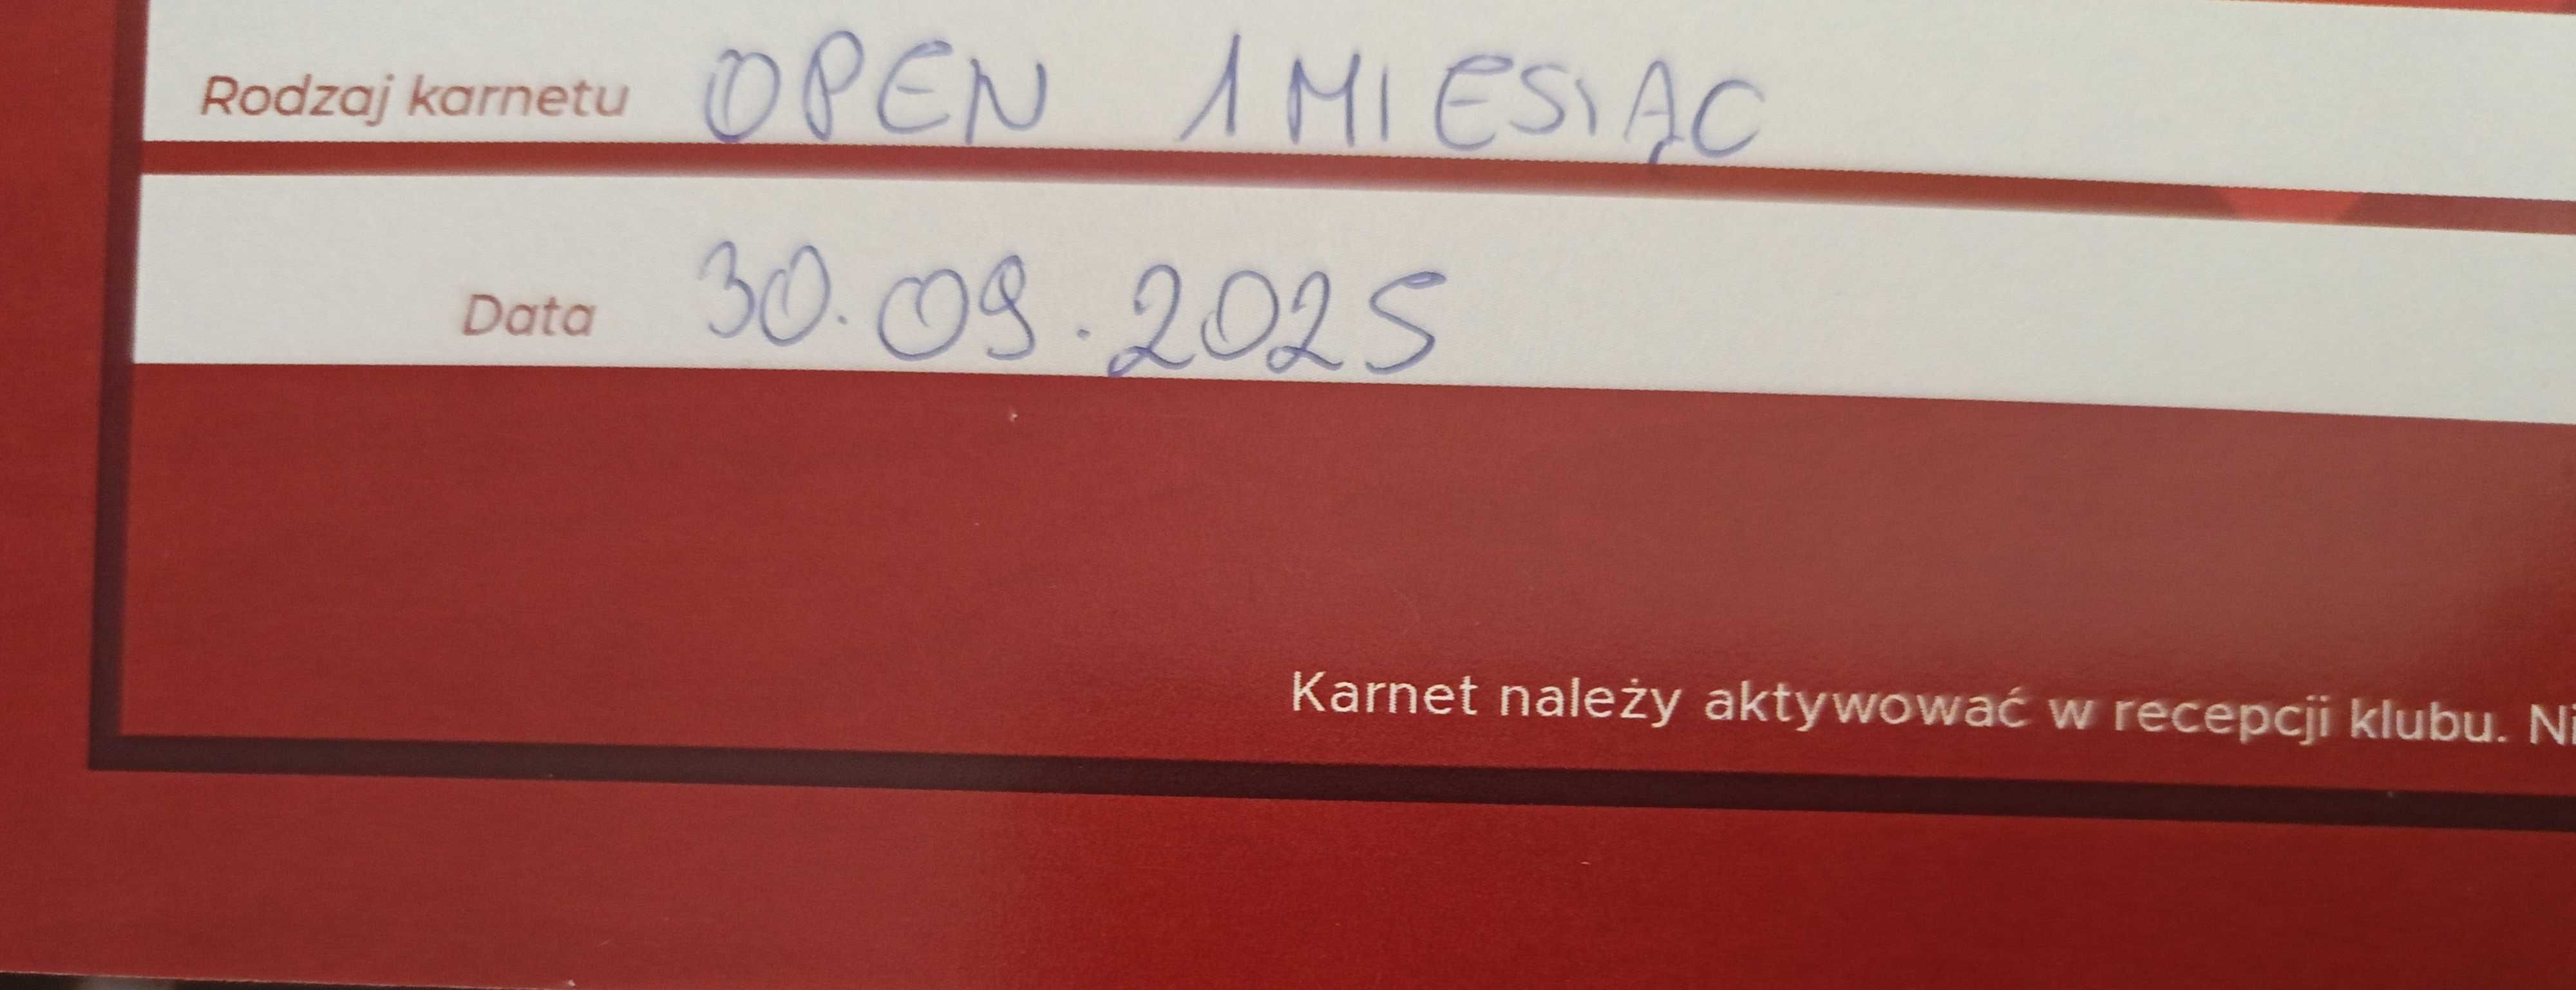 Rodzaj karnetu OPEN 1 MIESIĄC
Data 30.09.2025
Karnet należy aktywować w recepcji klubu.